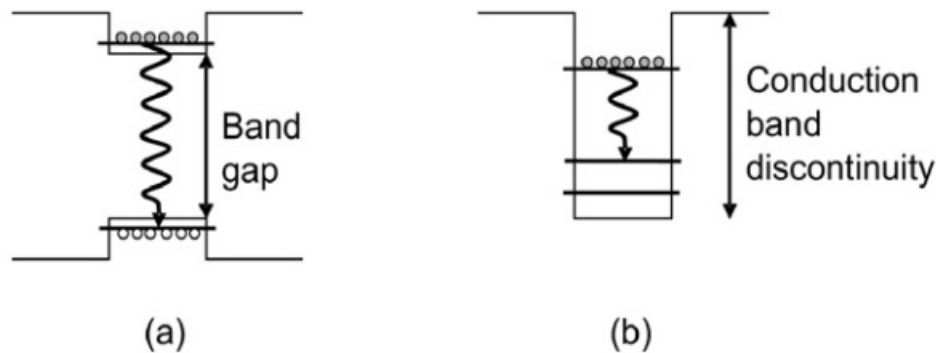 Band
gap
Conduction
band
discontinuity
(a)
(b)